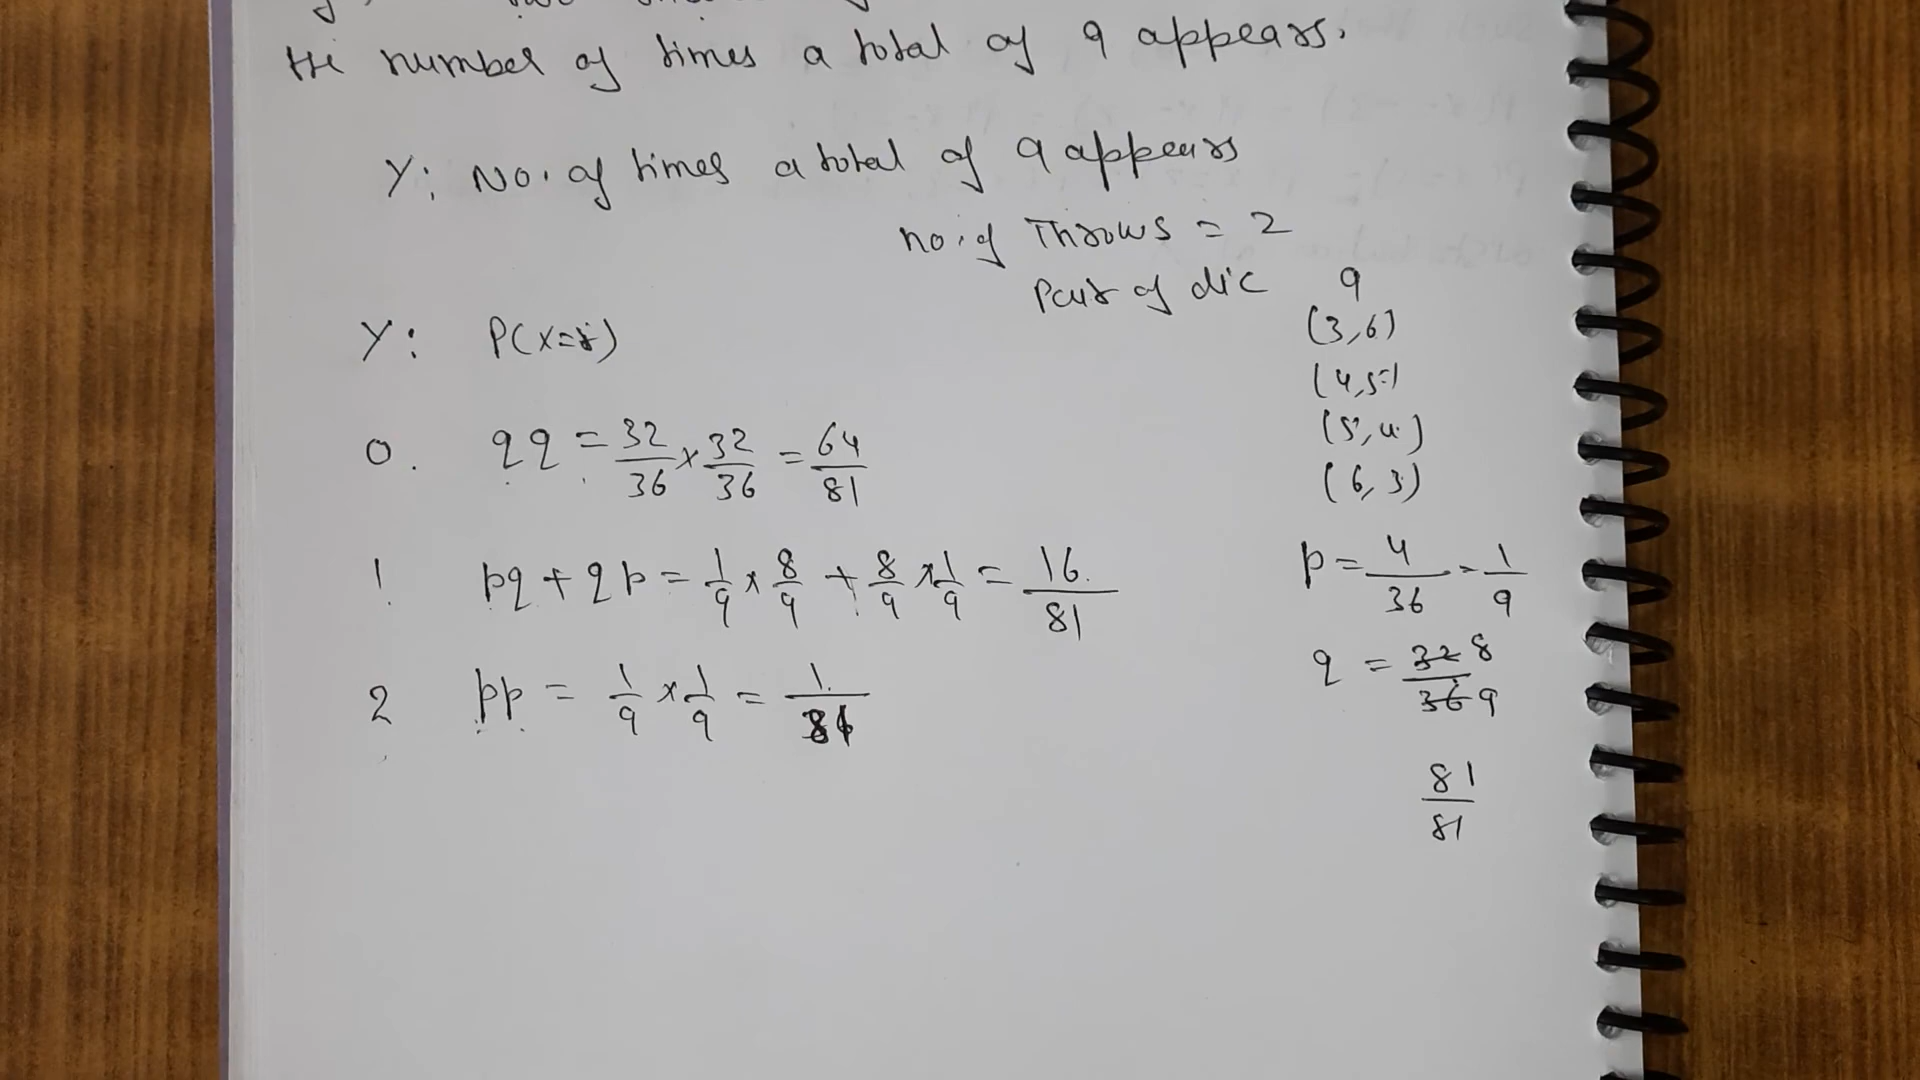 the number of times a total of 9 appears.
Y: No. of times a total of 9 appears
no. of Throws = 2
Pair of dic 9
(3,6)
Y: P(X=r)
(4,5)
(5,4)
0. qq = 32/36 × 32/36 = 64/81
(6,3)
1 pq + qp = 1/9 × 8/9 + 8/9 × 1/9 = 16/81
p = 4/36 = 1/9
q = 32/36 8/9
2 pp = 1/9 × 1/9 = 1/81
81/81